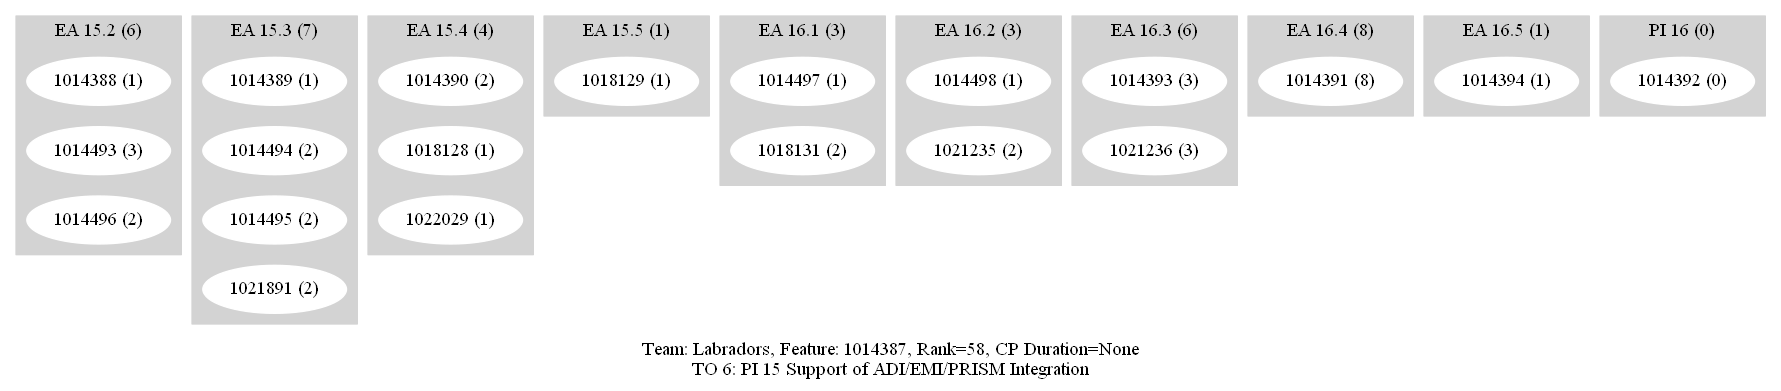 EA 15.2 (6)
1014388 (1)
1014493 (3)
1014496 (2)
EA 15.3 (7)
1014389 (1)
1014494 (2)
1014495 (2)
1021891 (2)
EA 15.4 (4)
1014390 (2)
1018128 (1)
1022029 (1)
EA 15.5 (1)
1018129 (1)
EA 16.1 (3)
1014497 (1)
1018131 (2)
EA 16.2 (3)
1014498 (1)
1021235 (2)
EA 16.3 (6)
1014393 (3)
1021236 (3)
EA 16.4 (8)
1014391 (8)
EA 16.5 (1)
1014394 (1)
PI 16 (0)
1014392 (0)
Team: Labradors, Feature: 1014387, Rank=58, CP Duration=None
TO 6: PI 15 Support of ADI/EMI/PRISM Integration